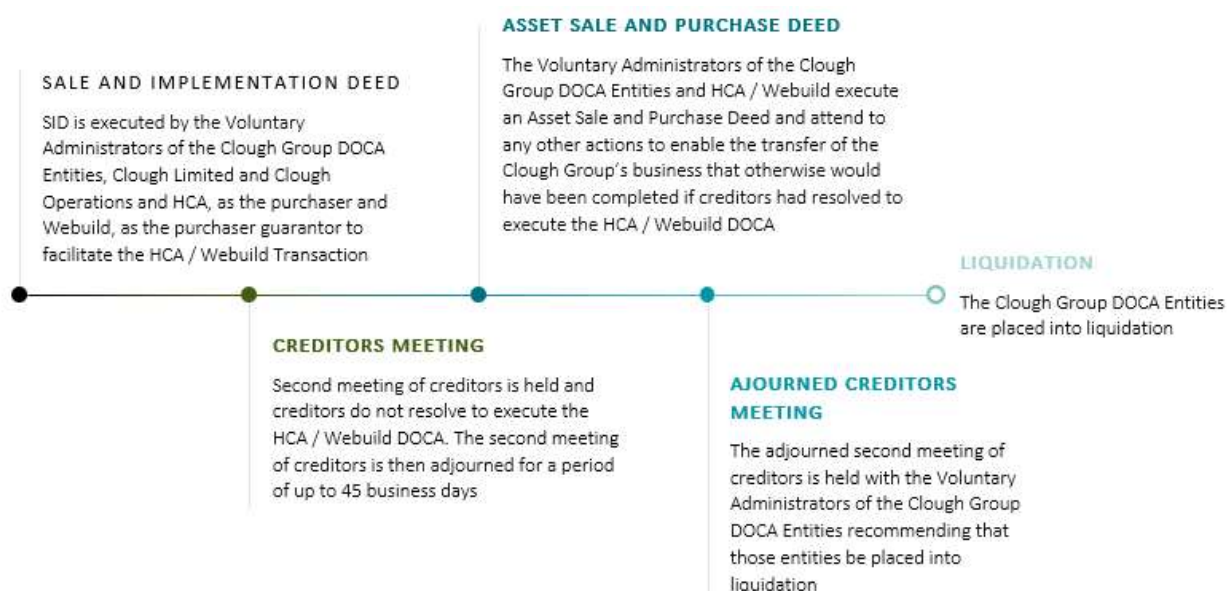 SALE AND IMPLEMENTATION DEED
SID is executed by the Voluntary
Administrators of the Clough Group DOCA
Entities, Clough Limited and Clough
Operations and HCA, as the purchaser and
Webuild, as the purchaser guarantor to
facilitate the HCA / Webuild Transaction
CREDITORS MEETING
Second meeting of creditors is held and
creditors do not resolve to execute the
HCA / Webuild DOCA. The second meeting
of creditors is then adjourned for a period
of up to 45 business days
ASSET SALE AND PURCHASE DEED
The Voluntary Administrators of the Clough
Group DOCA Entities and HCA / Webuild execute
an Asset Sale and Purchase Deed and attend to
any other actions to enable the transfer of the
Clough Group's business that otherwise would
have been completed if creditors had resolved to
execute the HCA / Webuild DOCA
AJOURNED CREDITORS
MEETING
The adjourned second meeting of
creditors is held with the Voluntary
Administrators of the Clough Group
DOCA Entities recommending that
those entities be placed into
liquidation
LIQUIDATION
The Clough Group DOCA Entities
are placed into liquidation